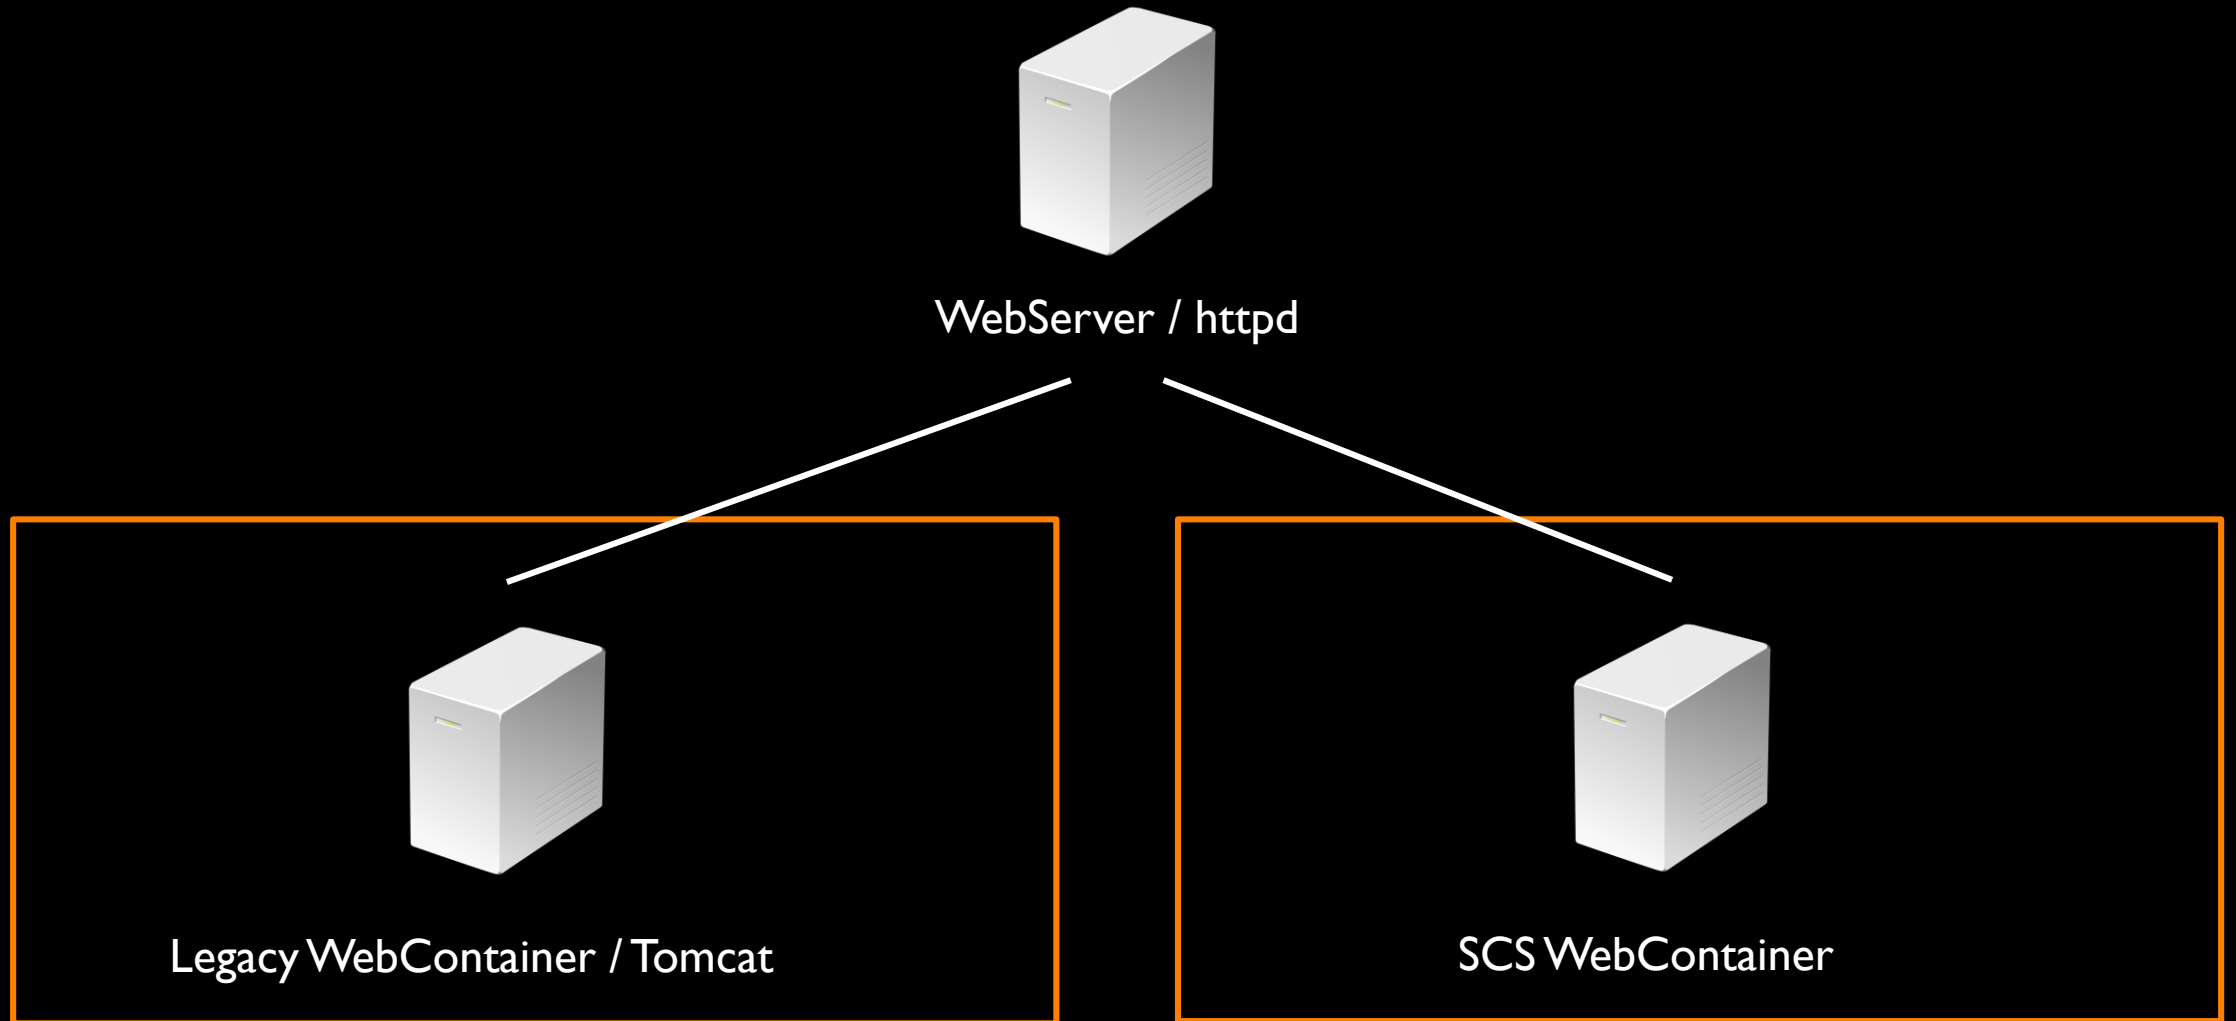 WebServer / httpd
Legacy WebContainer / Tomcat
SCS WebContainer